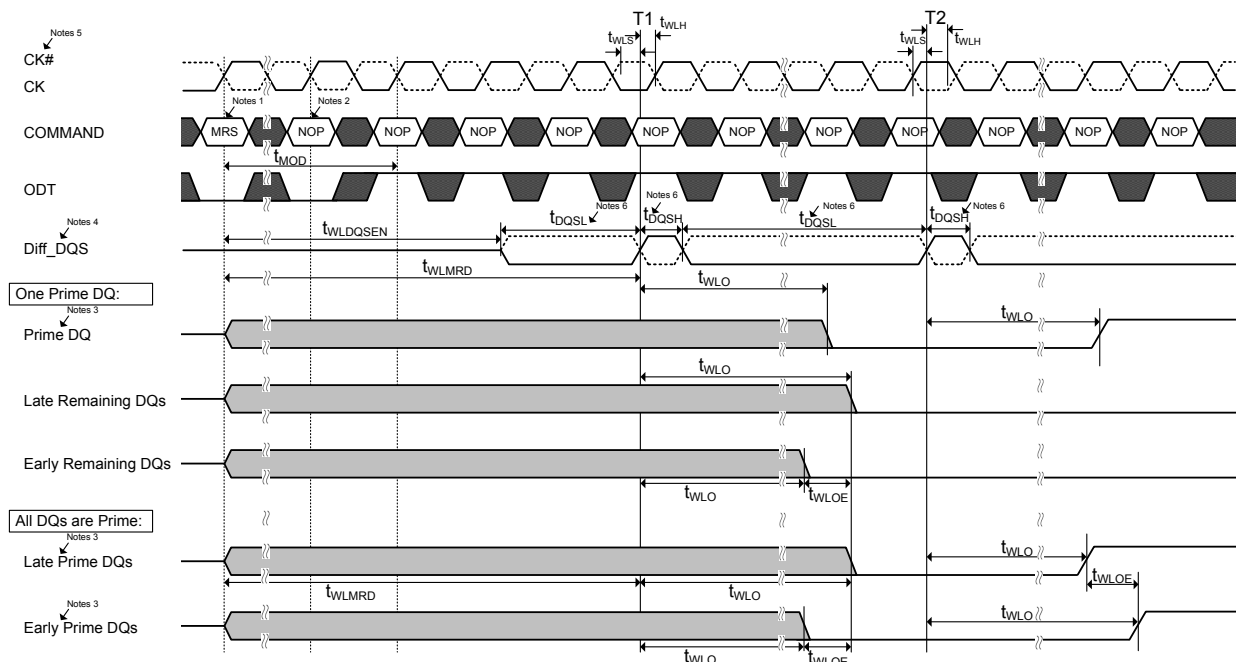 T1 T2
tWLS tWLH tWLS tWLH
Notes 5
CK#
CK
Notes 1 Notes 2
COMMAND MRS NOP NOP NOP NOP NOP NOP NOP NOP NOP NOP NOP
tMOD
ODT
Notes 6 Notes 6 Notes 6 Notes 6
Notes 4
tDQSL tDQSH tDQSL tDQSH
Diff_DQS
tWLDQSEN
tWLMRD
tWLO
One Prime DQ:
Notes 3
Prime DQ
tWLO
tWLO
Late Remaining DQs
Early Remaining DQs
tWLO tWLOE
All DQs are Prime:
Notes 3
Late Prime DQs
tWLO
tWLOE
tWLMRD tWLO
Notes 3
Early Prime DQs
tWLO
tWLO tWLOE